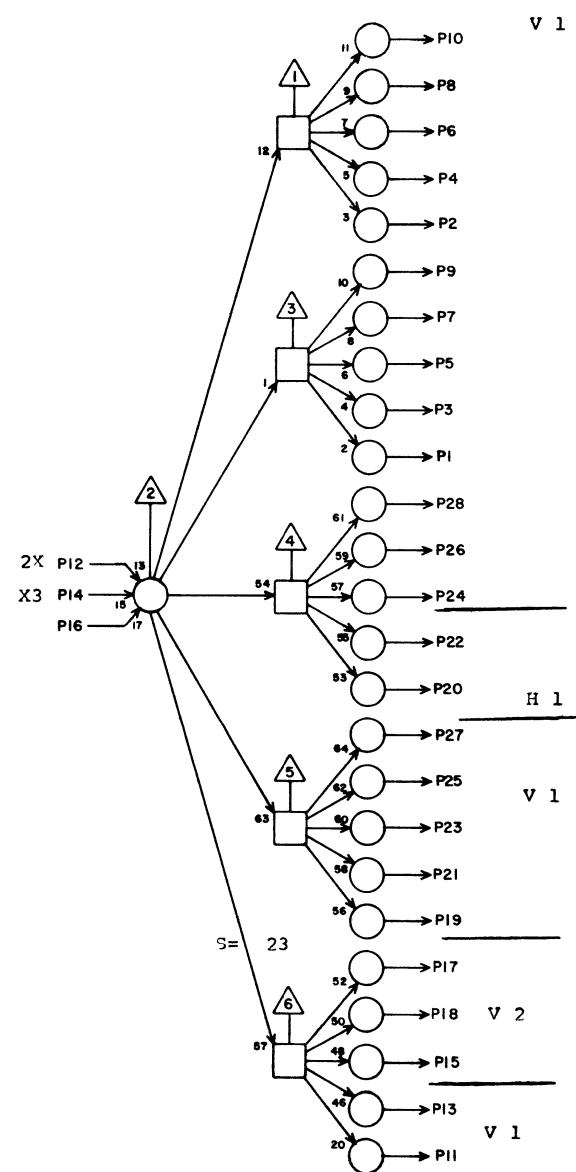 V 1
11 P10
1
9 P8
7 P6
12
5 P4
3 P2
P9
10
3
P7
8
P5
6
1
4 P3
2 P1
2
61 P28
4
59 P26
2X P12 13
54 57 P24
X3 P14 15
P16 17
55 P22
53 P20
H 1
64 P27
5
62 P25
V 1
63 60 P23
58 P21
56 P19
S= 23
52 P17
6
50 P18 V 2
57 48 P15
46 P13
V 1
20 P11